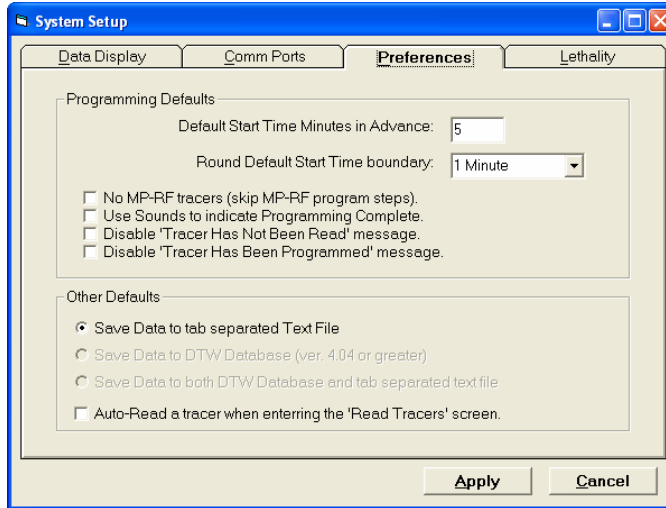 System Setup
Data Display
Comm Ports
Preferences
Lethality
Programming Defaults
Default Start Time Minutes in Advance: 5
Round Default Start Time boundary: 1 Minute
No MP-RF tracers (skip MP-RF program steps).
Use Sounds to indicate Programming Complete.
Disable 'Tracer Has Not Been Read' message.
Disable 'Tracer Has Been Programmed' message.
Other Defaults
Save Data to tab separated Text File
Save Data to DTW Database (ver. 4.04 or greater)
Save Data to both DTW Database and tab separated text file
Auto-Read a tracer when enterring the 'Read Tracers' screen.
Apply
Cancel